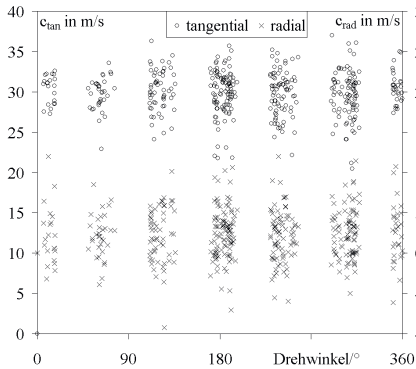 40
c_tan in m/s
○ tangential × radial
c_rad in m/s
35
30
25
20
15
10
5
0
0 90 180 Drehwinkel/° 360